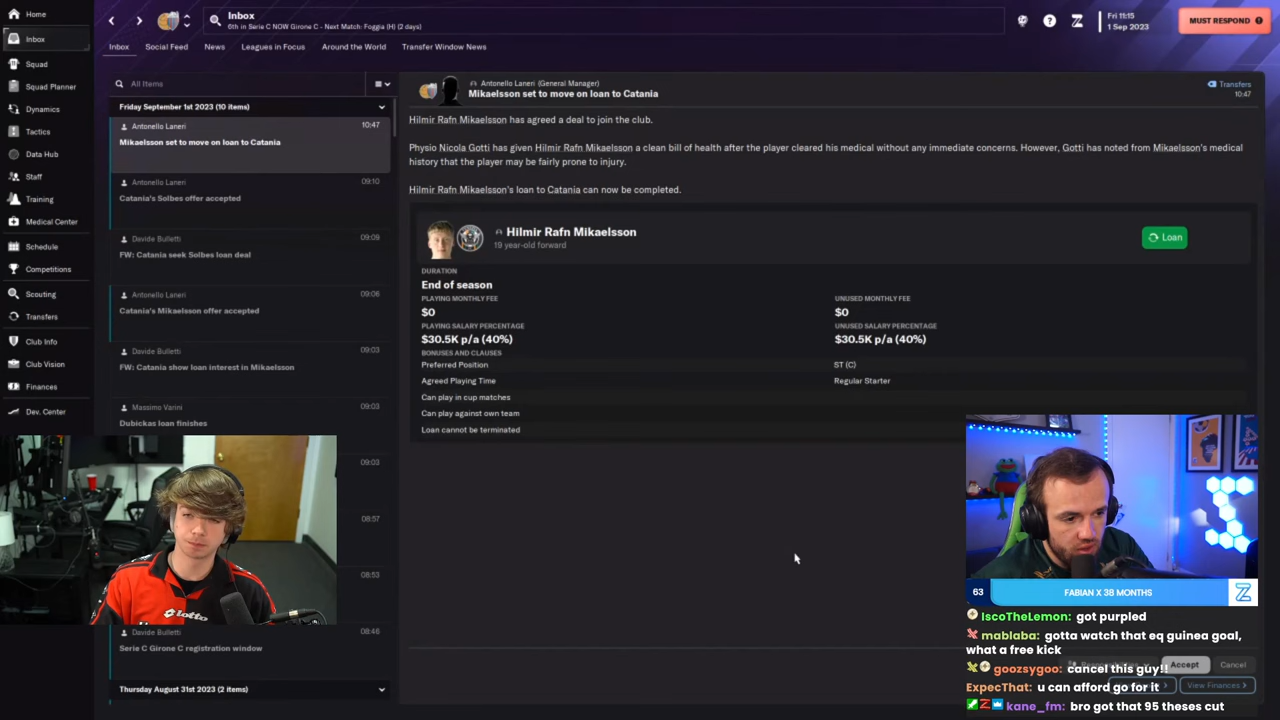 Home
Inbox
Squad
Squad Planner
Dynamics
Tactics
Data Hub
Staff
Training
Medical Center
Schedule
Competitions
Scouting
Transfers
Club Info
Club Vision
Finances
Dev. Center
Inbox
6th in Serie C NOW Girone C - Next Match: Foggia (H) (2 days)
Fri 11:15
1 Sep 2023
MUST RESPOND
Inbox
Social Feed
News
Leagues in Focus
Around the World
Transfer Window News
All Items
Friday September 1st 2023 (10 items)
Antonello Laneri
10:47
Mikaelsson set to move on loan to Catania
Antonello Laneri
09:10
Catania's Solbes offer accepted
Davide Bulletti
09:09
FW: Catania seek Solbes loan deal
Antonello Laneri
09:06
Catania's Mikaelsson offer accepted
Davide Bulletti
09:03
FW: Catania show loan interest in Mikaelsson
Massimo Varini
09:03
Dubickas loan finishes
09:03
08:57
08:53
Davide Bulletti
08:46
Serie C Girone C registration window
Thursday August 31st 2023 (2 items)
Antonello Laneri (General Manager)
Mikaelsson set to move on loan to Catania
Transfers
10:47
Hilmir Rafn Mikaelsson has agreed a deal to join the club.
Physio Nicola Gotti has given Hilmir Rafn Mikaelsson a clean bill of health after the player cleared his medical without any immediate concerns. However, Gotti has noted from Mikaelsson's medical
history that the player may be fairly prone to injury.
Hilmir Rafn Mikaelsson's loan to Catania can now be completed.
Hilmir Rafn Mikaelsson
19 year-old forward
Loan
DURATION
End of season
PLAYING MONTHLY FEE
UNUSED MONTHLY FEE
$0
$0
PLAYING SALARY PERCENTAGE
UNUSED SALARY PERCENTAGE
$30.5K p/a (40%)
$30.5K p/a (40%)
BONUSES AND CLAUSES
Preferred Position
ST (C)
Agreed Playing Time
Regular Starter
Can play in cup matches
Can play against own team
Loan cannot be terminated
Accept
Cancel
View Finances
lotto
63
FABIAN X 38 MONTHS
IscoTheLemon: got purpled
mablaba: gotta watch that eq guinea goal,
what a free kick
goozsygoo: cancel this guy!!
ExpecThat: u can afford go for it
kane_fm: bro got that 95 theses cut